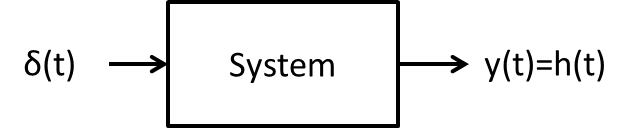 δ(t) System y(t)=h(t)